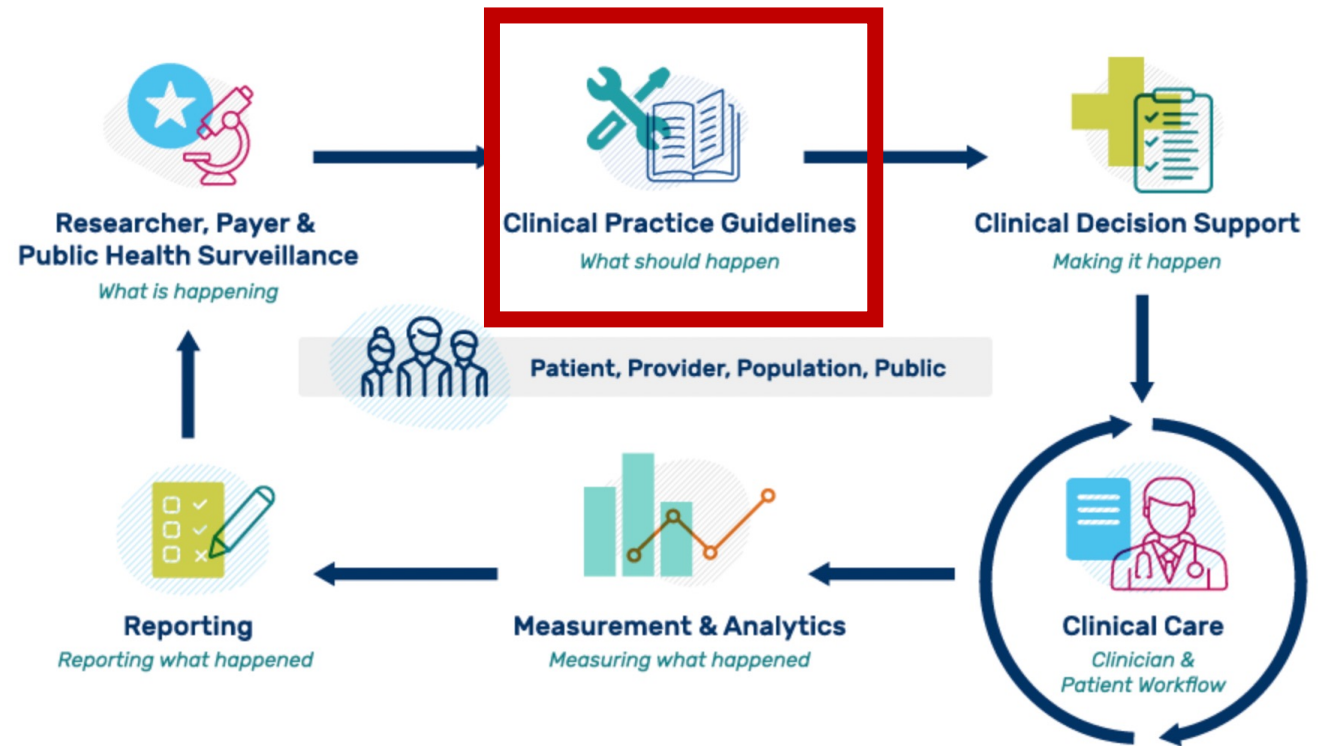 Researcher, Payer &
Public Health Surveillance
What is happening
Clinical Practice Guidelines
What should happen
Clinical Decision Support
Making it happen
Patient, Provider, Population, Public
Reporting
Reporting what happened
Measurement & Analytics
Measuring what happened
Clinical Care
Clinician &
Patient Workflow